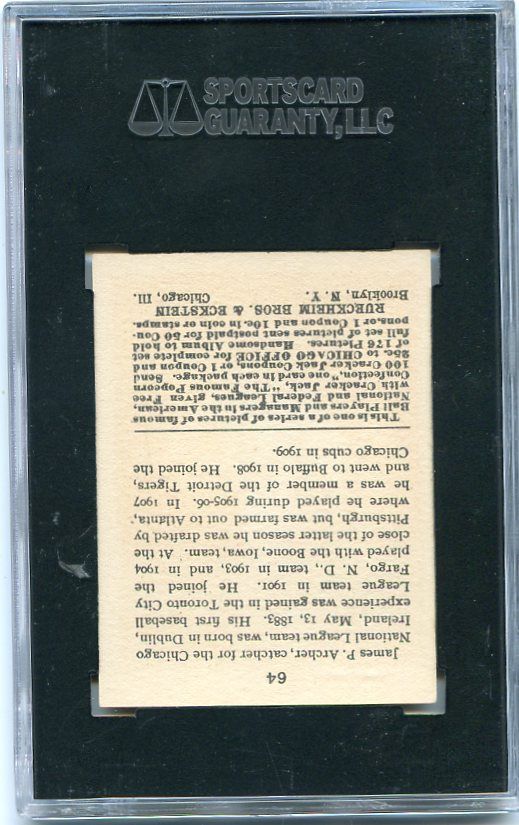 SPORTSCARD
GUARANTY, LLC
64
James P. Archer, catcher for the Chicago
National League team, was born in Dublin,
Ireland, May 13, 1883. His first baseball
experience was gained in the Toronto City
League team in 1901. He joined the
Fargo, N. D., team in 1903, and in 1904
played with the Boone, Iowa, team. At the
close of the latter season he was drafted by
Pittsburgh, but was farmed out to Atlanta,
where he played during 1905-06. In 1907
he was a member of the Detroit Tigers,
and went to Buffalo in 1908. He joined the
Chicago cubs in 1909.
This is one of a series of pictures of famous
Ball Players and Managers in the American,
National and Federal Leagues, given Free
with Cracker Jack, "The Famous Popcorn
Confection," one card in each package. Send
100 Cracker Jack Coupons, or 1 Coupon and
25c. to CHICAGO OFFICE for complete set
of 176 Pictures. Handsome Album to hold
full set of pictures sent postpaid for 50 Cou-
pons, or 1 Coupon and 10c. in coin or stamps.
RUECKHEIM BROS. & ECKSTEIN
Brooklyn, N. Y. Chicago, Ill.